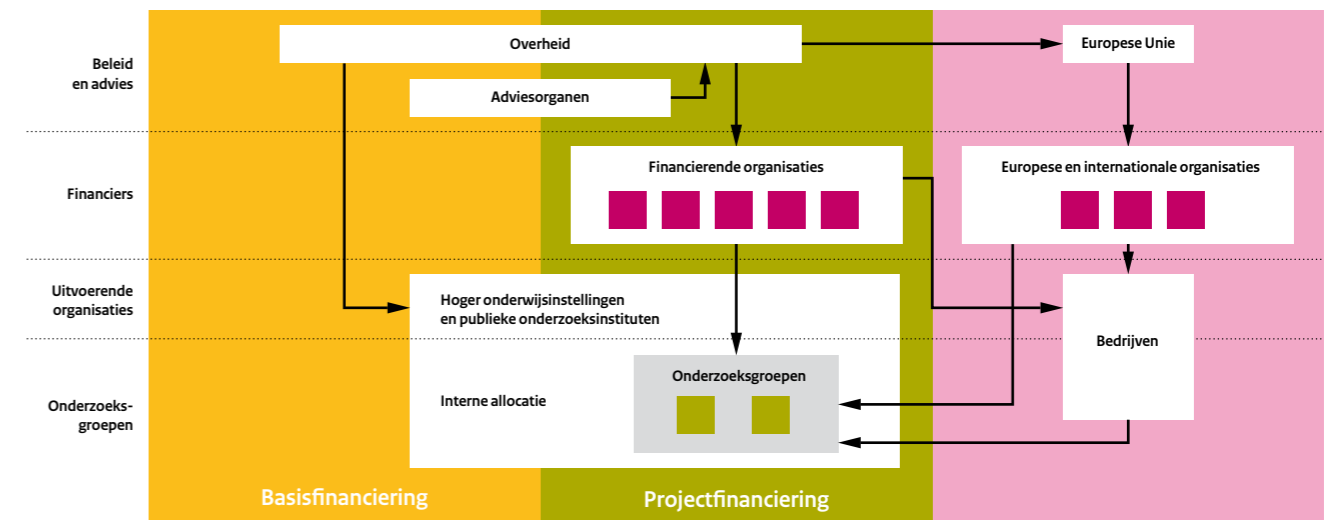 Beleid
en advies
Overheid
Europese Unie
Adviesorganen
Financiers
Financierende organisaties
Europese en internationale organisaties
Uitvoerende
organisaties
Hoger onderwijsinstellingen
en publieke onderzoeksinstituten
Bedrijven
Onderzoeks-
groepen
Onderzoeksgroepen
Interne allocatie
Basisfinanciering
Projectfinanciering